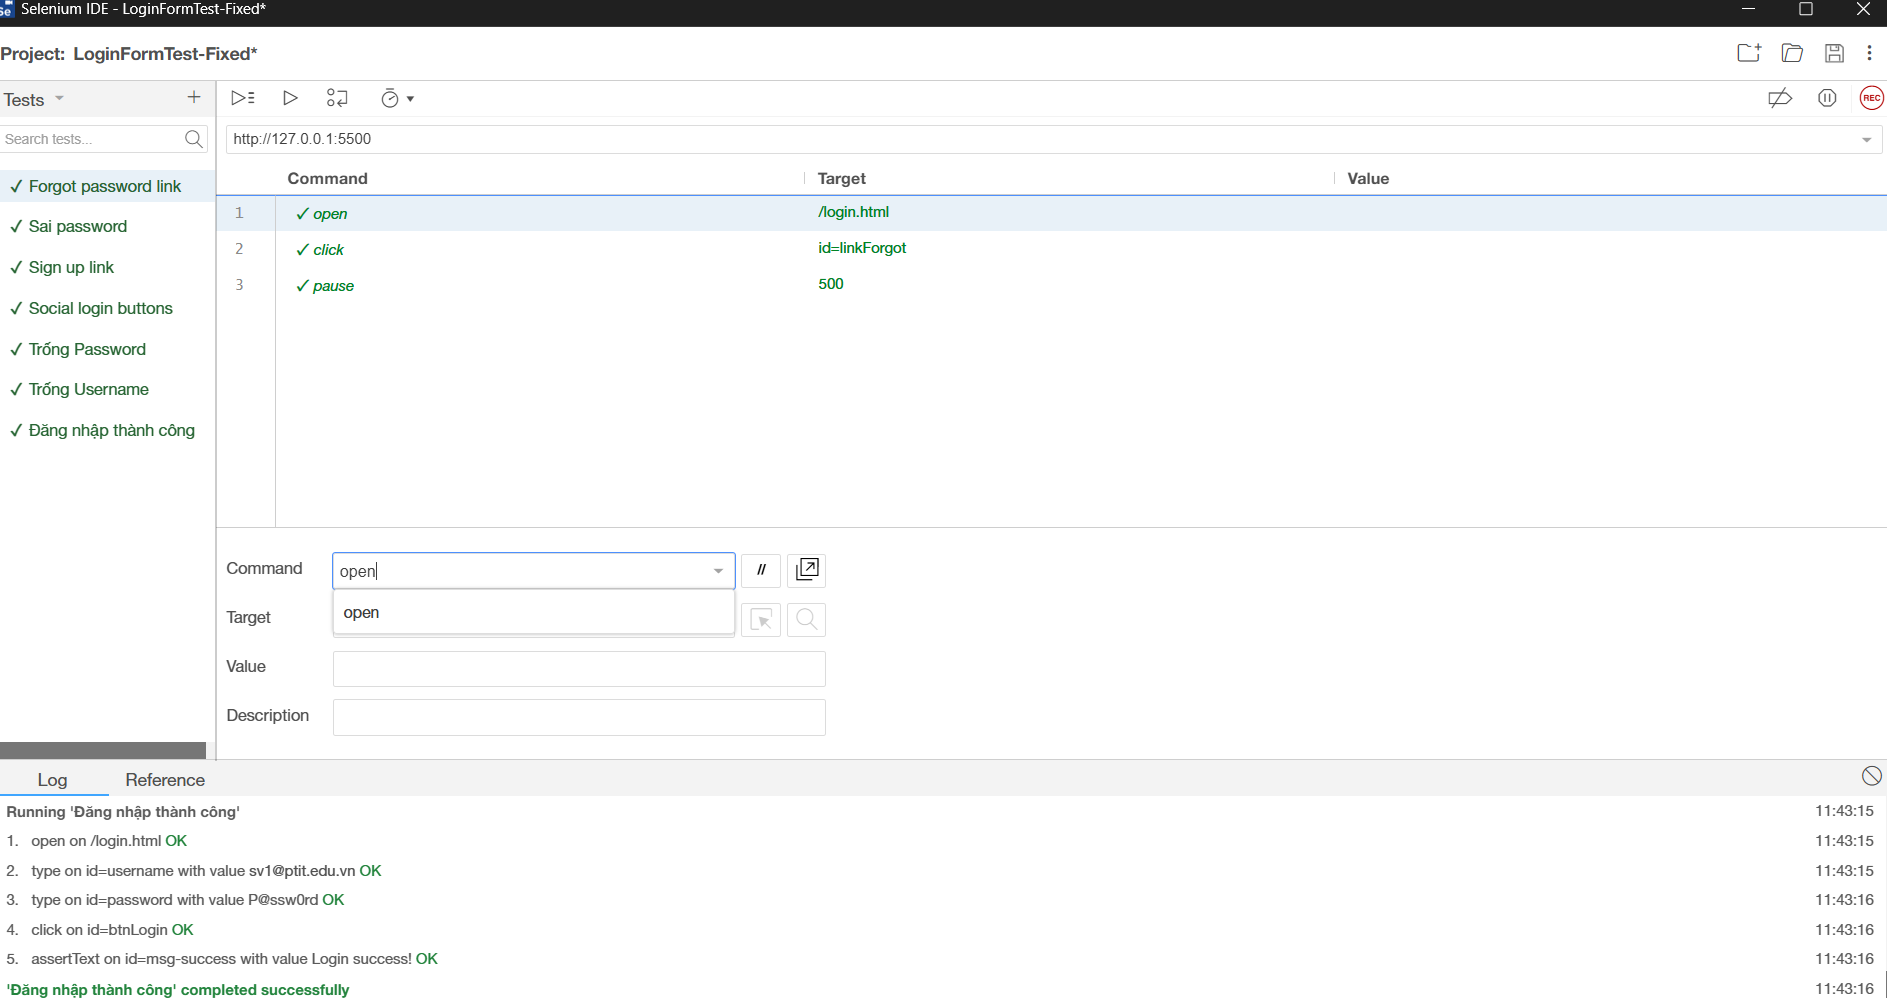 Selenium IDE - LoginFormTest-Fixed*
Project: LoginFormTest-Fixed*
Tests
Search tests...
✓ Forgot password link
✓ Sai password
✓ Sign up link
✓ Social login buttons
✓ Trống Password
✓ Trống Username
✓ Đăng nhập thành công
REC
http://127.0.0.1:5500
Command Target Value
1 ✓ open /login.html
2 ✓ click id=linkForgot
3 ✓ pause 500
Command open //
open
Target
Value
Description
Log Reference
Running 'Đăng nhập thành công' 11:43:15
1. open on /login.html OK 11:43:15
2. type on id=username with value sv1@ptit.edu.vn OK 11:43:15
3. type on id=password with value P@ssw0rd OK 11:43:16
4. click on id=btnLogin OK 11:43:16
5. assertText on id=msg-success with value Login success! OK 11:43:16
'Đăng nhập thành công' completed successfully 11:43:16